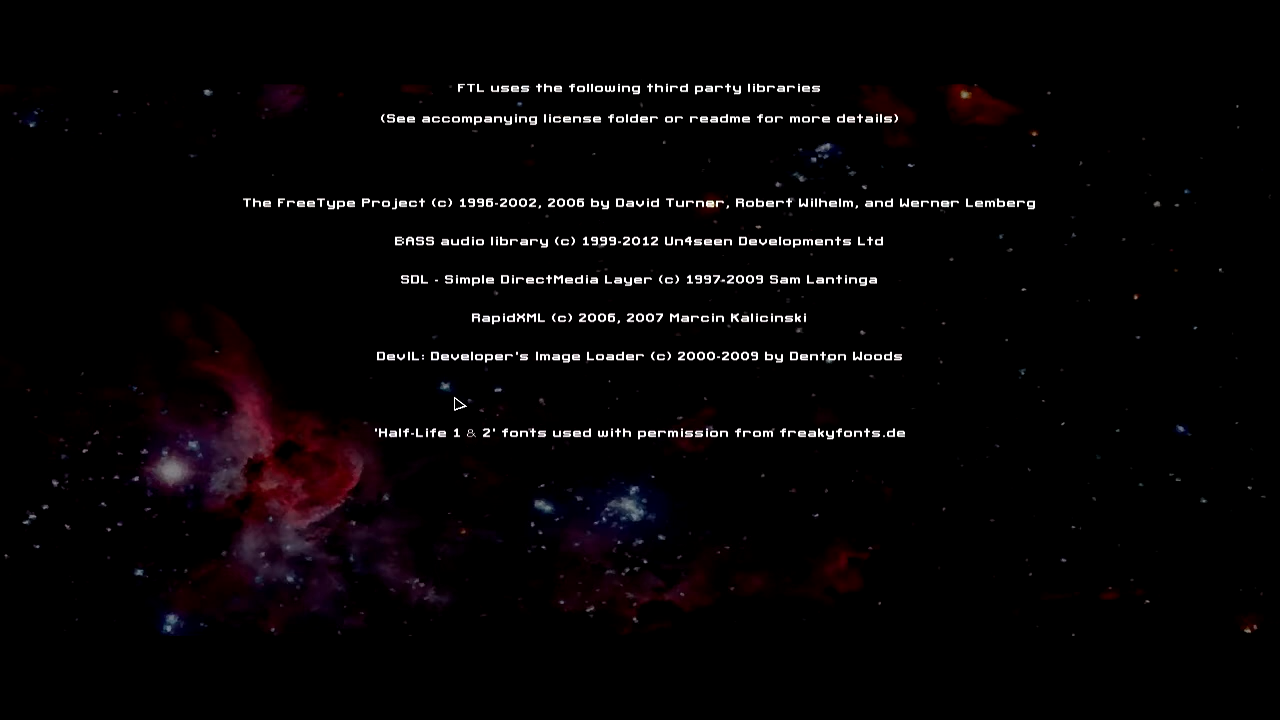 FTL uses the following third party libraries
(See accompanying license folder or readme for more details)
The FreeType Project (c) 1996-2002, 2006 by David Turner, Robert Wilhelm, and Werner Lemberg
BASS audio library (c) 1999-2012 Un4seen Developments Ltd
SDL - Simple DirectMedia Layer (c) 1997-2009 Sam Lantinga
RapidXML (c) 2006, 2007 Marcin Kalicinski
DevIL: Developer's Image Loader (c) 2000-2009 by Denton Woods
'Half-Life 1 & 2' fonts used with permission from freakyfonts.de